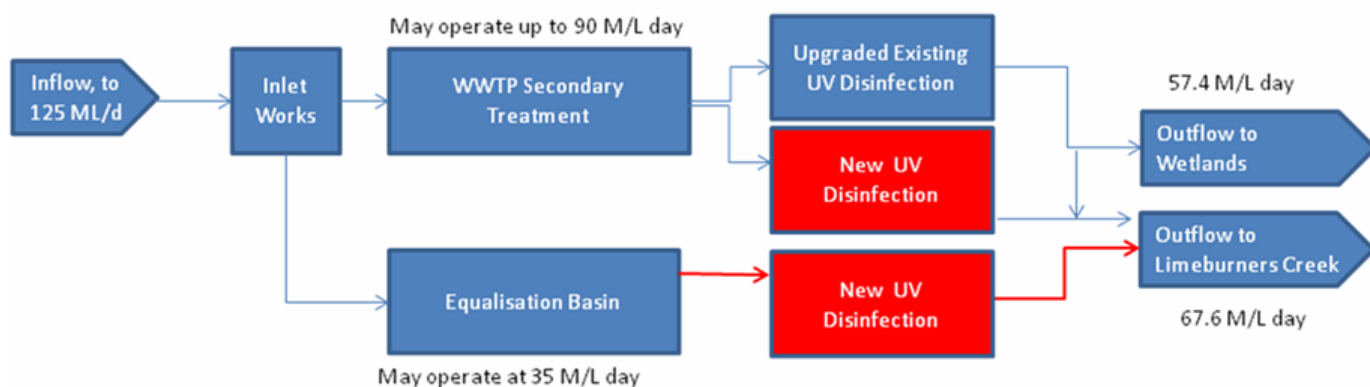 May operate up to 90 M/L day
Inflow, to
125 ML/d
Inlet
Works
WWTP Secondary
Treatment
Upgraded Existing
UV Disinfection
57.4 M/L day
Outflow to
Wetlands
New UV
Disinfection
Outflow to
Limeburners Creek
67.6 M/L day
Equalisation Basin
New UV
Disinfection
May operate at 35 M/L day